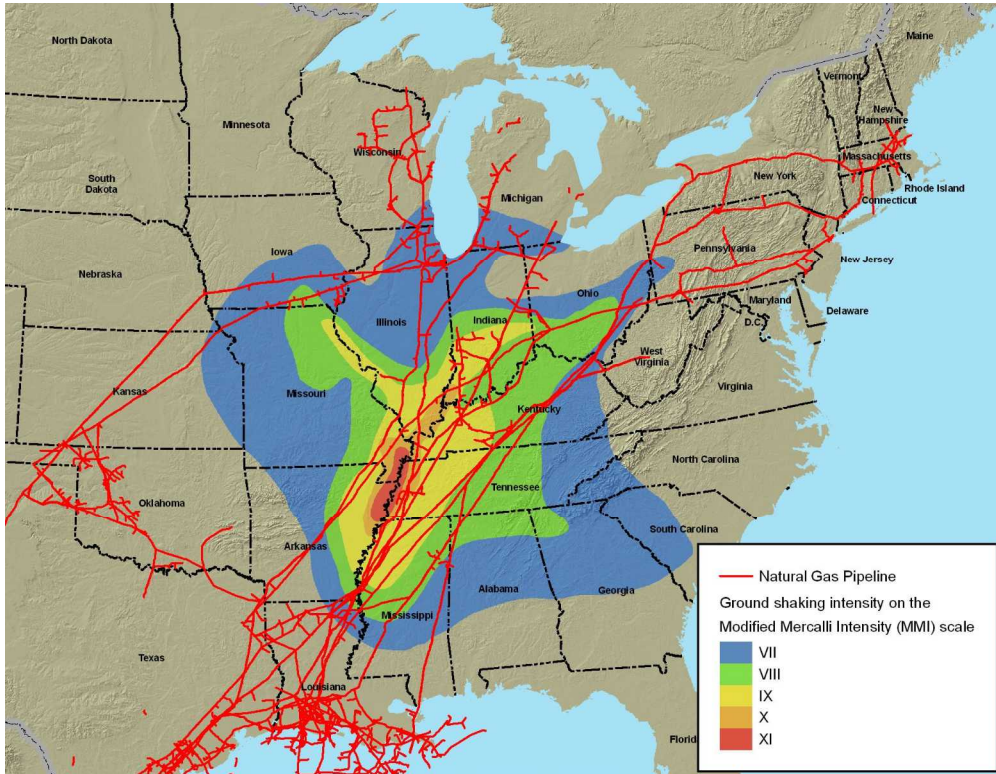 North Dakota
Maine
Vermont
New
Hampshire
Minnesota
Wisconsin
Massachusetts
South
Dakota
Michigan
New York
Rhode Island
Connecticut
Iowa
Pennsylvania
Nebraska
New Jersey
Ohio
Maryland
Delaware
Illinois
Indiana
D.C.
West
Virginia
Kansas
Missouri
Virginia
Kentucky
North Carolina
Tennessee
Oklahoma
South Carolina
Arkansas
Alabama
Georgia
Mississippi
Texas
Louisiana
Florid
Natural Gas Pipeline
Ground shaking intensity on the
Modified Mercalli Intensity (MMI) scale
VII
VIII
IX
X
XI